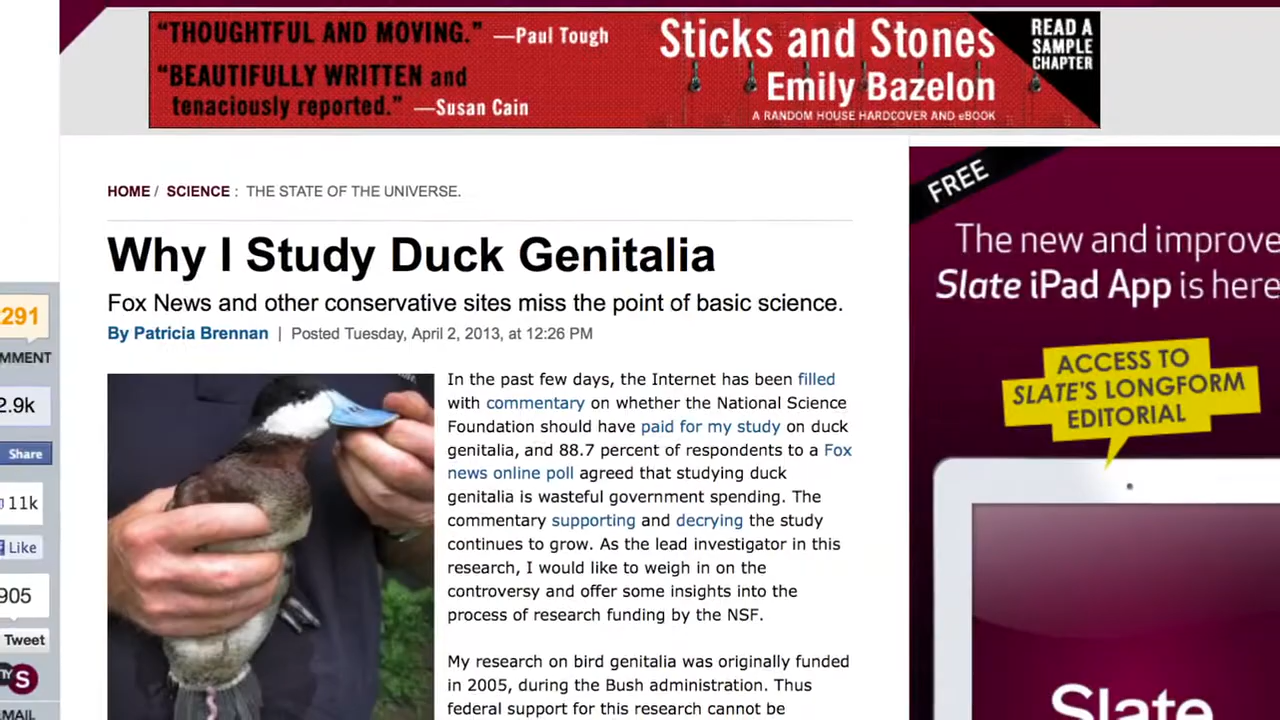 “THOUGHTFUL AND MOVING.” —Paul Tough
“BEAUTIFULLY WRITTEN and
tenaciously reported.” —Susan Cain
Sticks and Stones
Emily Bazelon
A RANDOM HOUSE HARDCOVER AND eBOOK
READ A
SAMPLE
CHAPTER
HOME / SCIENCE : THE STATE OF THE UNIVERSE.
Why I Study Duck Genitalia
Fox News and other conservative sites miss the point of basic science.
By Patricia Brennan | Posted Tuesday, April 2, 2013, at 12:26 PM
In the past few days, the Internet has been filled
with commentary on whether the National Science
Foundation should have paid for my study on duck
genitalia, and 88.7 percent of respondents to a Fox
news online poll agreed that studying duck
genitalia is wasteful government spending. The
commentary supporting and decrying the study
continues to grow. As the lead investigator in this
research, I would like to weigh in on the
controversy and offer some insights into the
process of research funding by the NSF.
My research on bird genitalia was originally funded
in 2005, during the Bush administration. Thus
federal support for this research cannot be
291
MMENT
2.9k
Share
11k
Like
905
Tweet
S
MAIL
FREE
The new and improve
Slate iPad App is here
ACCESS TO
SLATE’S LONGFORM
EDITORIAL
Slate